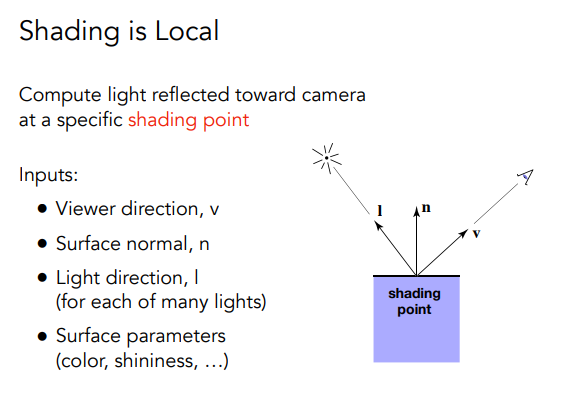 Shading is Local
Compute light reflected toward camera
at a specific shading point
Inputs:
● Viewer direction, v
● Surface normal, n
● Light direction, l
(for each of many lights)
● Surface parameters
(color, shininess, …)
l
n
v
shading
point